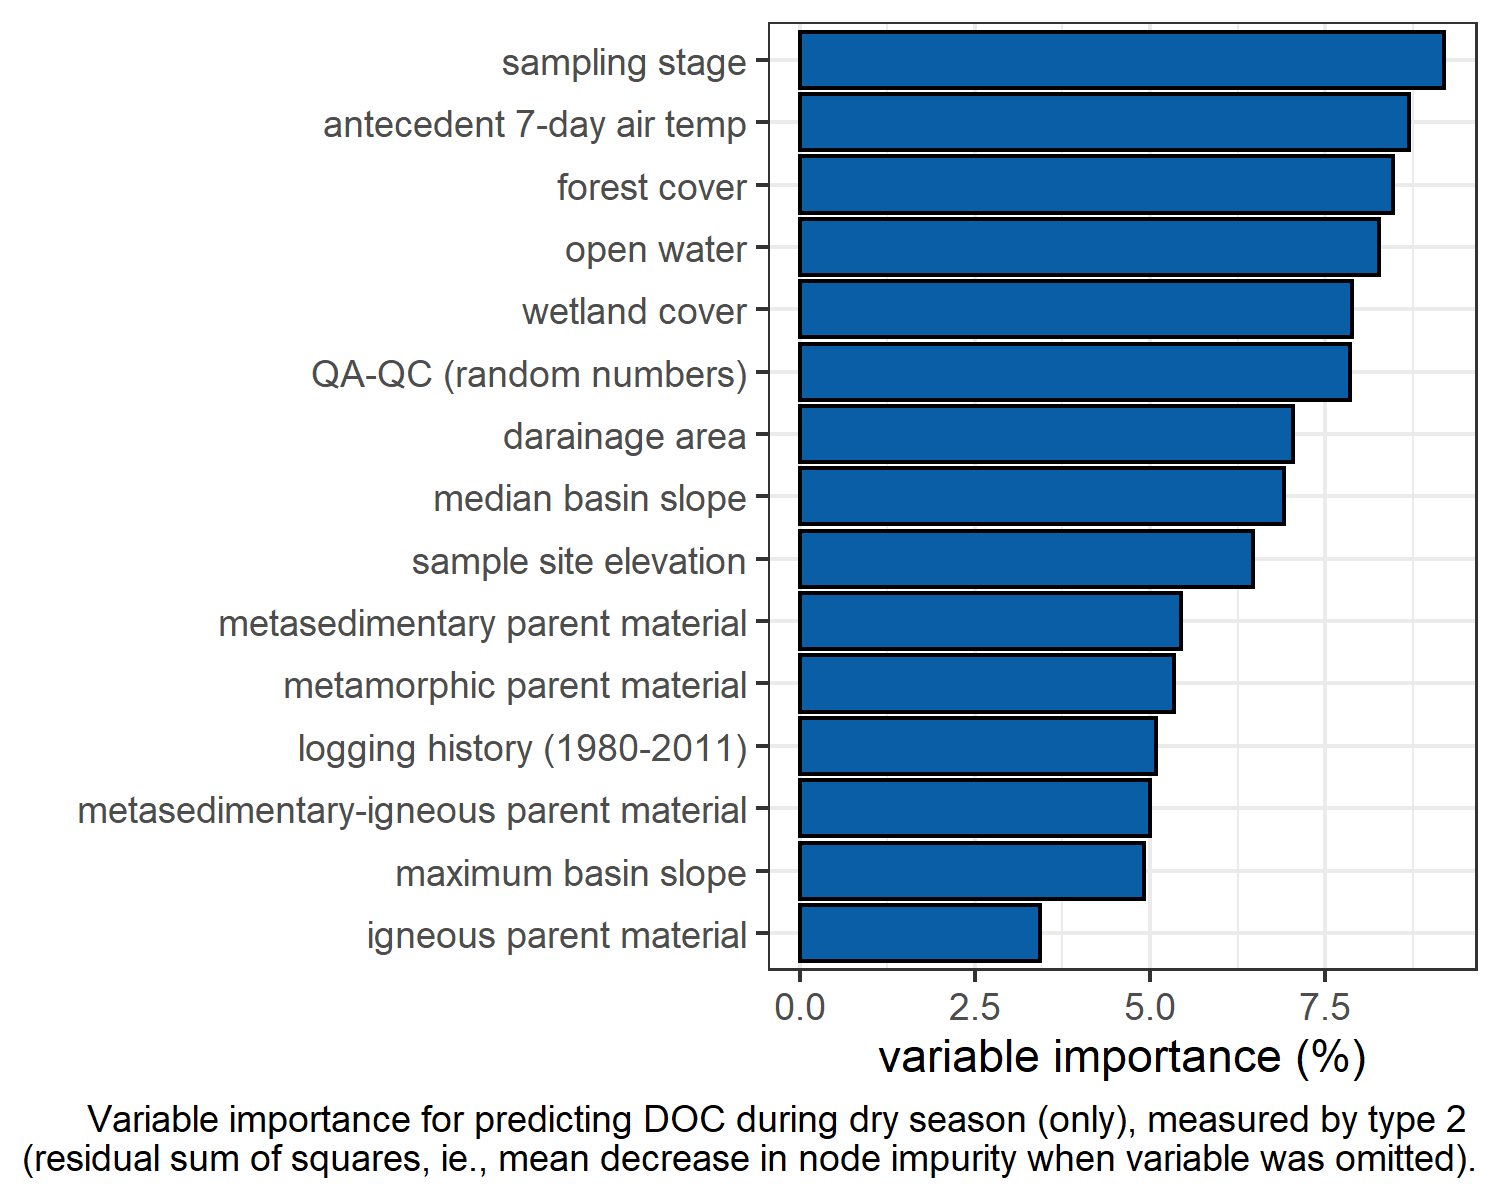 sampling stage
antecedent 7-day air temp
forest cover
open water
wetland cover
QA-QC (random numbers)
darainage area
median basin slope
sample site elevation
metasedimentary parent material
metamorphic parent material
logging history (1980-2011)
metasedimentary-igneous parent material
maximum basin slope
igneous parent material
0.0 2.5 5.0 7.5
variable importance (%)
Variable importance for predicting DOC during dry season (only), measured by type 2
(residual sum of squares, ie., mean decrease in node impurity when variable was omitted).